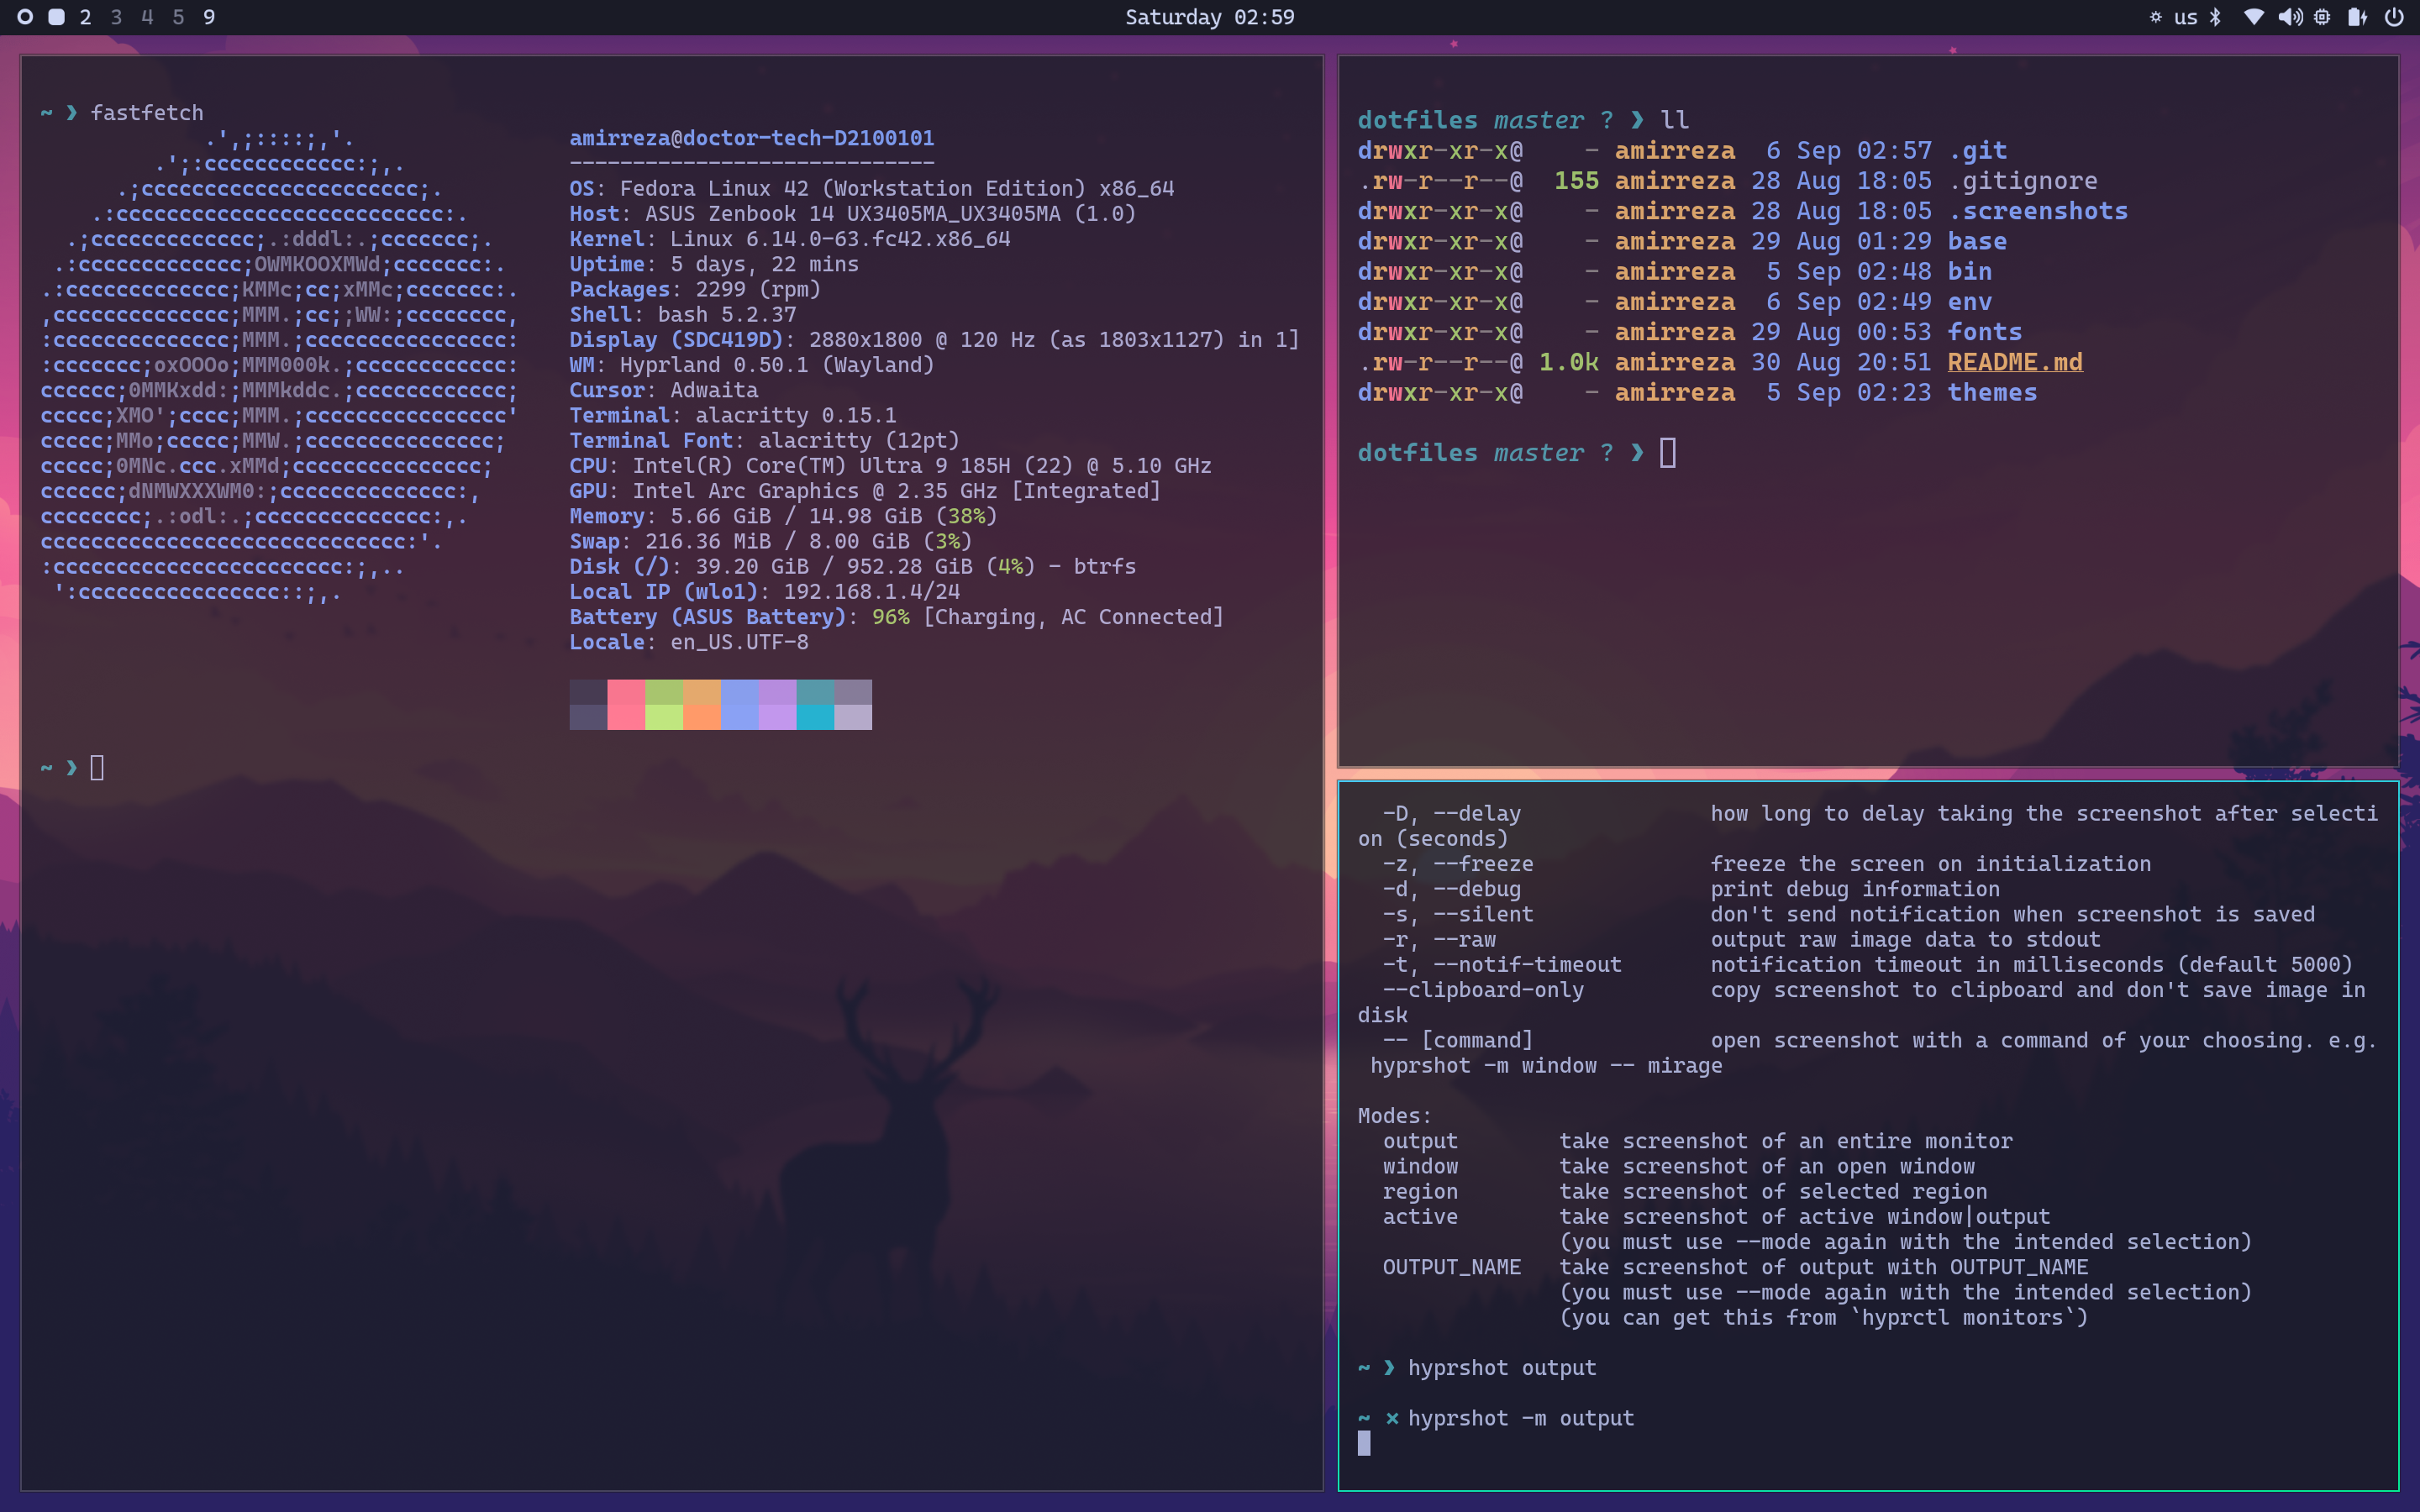 2 3 4 5 9
Saturday 02:59
us
~ ❯ fastfetch
             .',;::::;,'.
         .';:cccccccccccc:;,.
      .;cccccccccccccccccccccc;.
    .:cccccccccccccccccccccccccc:.
  .;ccccccccccccc;.:dddl:.;ccccccc;.
 .:ccccccccccccc;OWMKOOXMWd;ccccccc:.
.:ccccccccccccc;KMMc;cc;xMMc;ccccccc:.
,cccccccccccccc;MMM.;cc;;WW:;cccccccc,
:cccccccccccccc;MMM.;cccccccccccccccc:
:ccccccc;oxOOOo;MMM000k.;cccccccccccc:
cccccc;0MMKxdd:;MMMkddc.;cccccccccccc;
ccccc;XMO';cccc;MMM.;cccccccccccccccc'
ccccc;MMo;ccccc;MMW.;ccccccccccccccc;
ccccc;0MNc.ccc.xMMd;ccccccccccccccc;
cccccc;dNMWXXXWM0:;cccccccccccccc:,
cccccccc;.:odl:.;cccccccccccccc:,.
ccccccccccccccccccccccccccccc:'.
:ccccccccccccccccccccccc:;,..
 ':cccccccccccccccc::;,.
amirreza@doctor-tech-D2100101
-----------------------------
OS: Fedora Linux 42 (Workstation Edition) x86_64
Host: ASUS Zenbook 14 UX3405MA_UX3405MA (1.0)
Kernel: Linux 6.14.0-63.fc42.x86_64
Uptime: 5 days, 22 mins
Packages: 2299 (rpm)
Shell: bash 5.2.37
Display (SDC419D): 2880x1800 @ 120 Hz (as 1803x1127) in 1]
WM: Hyprland 0.50.1 (Wayland)
Cursor: Adwaita
Terminal: alacritty 0.15.1
Terminal Font: alacritty (12pt)
CPU: Intel(R) Core(TM) Ultra 9 185H (22) @ 5.10 GHz
GPU: Intel Arc Graphics @ 2.35 GHz [Integrated]
Memory: 5.66 GiB / 14.98 GiB (38%)
Swap: 216.36 MiB / 8.00 GiB (3%)
Disk (/): 39.20 GiB / 952.28 GiB (4%) - btrfs
Local IP (wlo1): 192.168.1.4/24
Battery (ASUS Battery): 96% [Charging, AC Connected]
Locale: en_US.UTF-8
~ ❯
dotfiles master ? ❯ ll
drwxr-xr-x@    - amirreza  6 Sep 02:57 .git
.rw-r--r--@  155 amirreza 28 Aug 18:05 .gitignore
drwxr-xr-x@    - amirreza 28 Aug 18:05 .screenshots
drwxr-xr-x@    - amirreza 29 Aug 01:29 base
drwxr-xr-x@    - amirreza  5 Sep 02:48 bin
drwxr-xr-x@    - amirreza  6 Sep 02:49 env
drwxr-xr-x@    - amirreza 29 Aug 00:53 fonts
.rw-r--r--@ 1.0k amirreza 30 Aug 20:51 README.md
drwxr-xr-x@    - amirreza  5 Sep 02:23 themes
dotfiles master ? ❯
  -D, --delay               how long to delay taking the screenshot after selecti
on (seconds)
  -z, --freeze              freeze the screen on initialization
  -d, --debug               print debug information
  -s, --silent              don't send notification when screenshot is saved
  -r, --raw                 output raw image data to stdout
  -t, --notif-timeout       notification timeout in milliseconds (default 5000)
  --clipboard-only          copy screenshot to clipboard and don't save image in
disk
  -- [command]              open screenshot with a command of your choosing. e.g.
 hyprshot -m window -- mirage
Modes:
  output        take screenshot of an entire monitor
  window        take screenshot of an open window
  region        take screenshot of selected region
  active        take screenshot of active window|output
                (you must use --mode again with the intended selection)
  OUTPUT_NAME   take screenshot of output with OUTPUT_NAME
                (you must use --mode again with the intended selection)
                (you can get this from `hyprctl monitors`)
~ ❯ hyprshot output
~ × hyprshot -m output